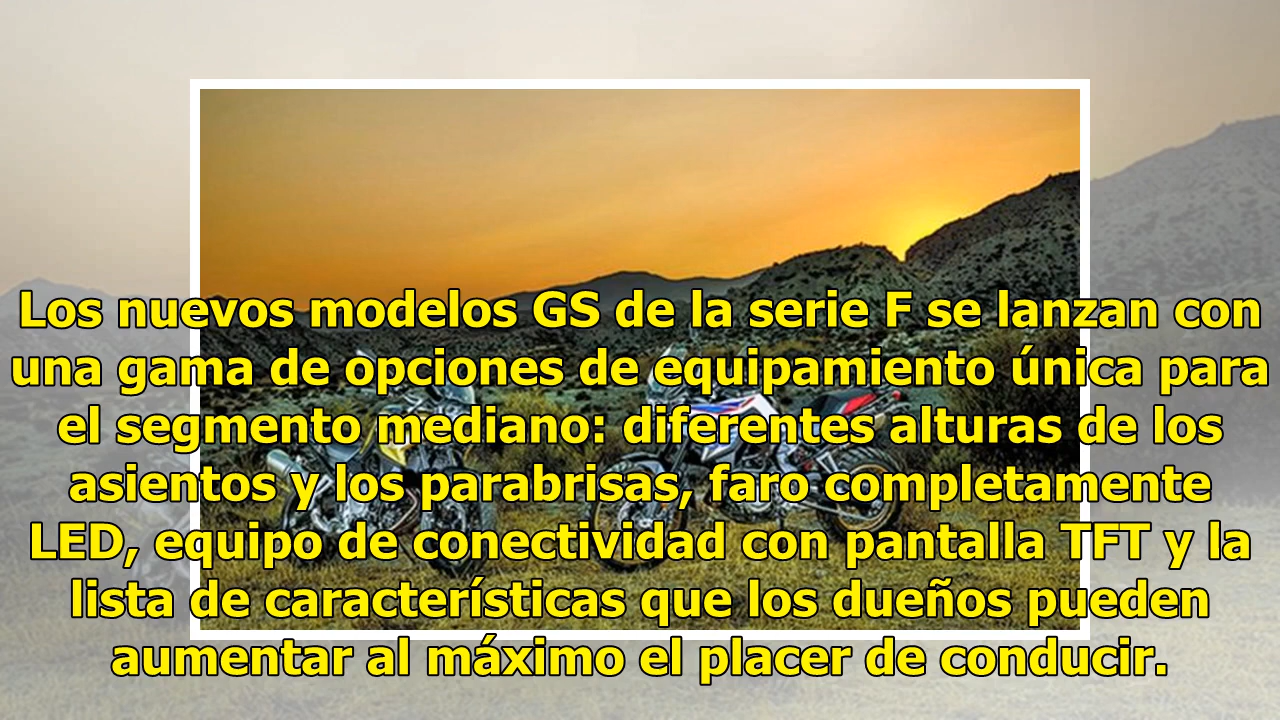 Los nuevos modelos GS de la serie F se lanzan con
una gama de opciones de equipamiento única para
el segmento mediano: diferentes alturas de los
asientos y los parabrisas, faro completamente
LED, equipo de conectividad con pantalla TFT y la
lista de características que los dueños pueden
aumentar al máximo el placer de conducir.